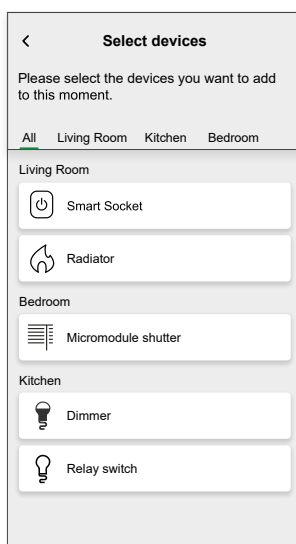 Select devices
Please select the devices you want to add
to this moment.
All Living Room Kitchen Bedroom
Living Room
Smart Socket
Radiator
Bedroom
Micromodule shutter
Kitchen
Dimmer
Relay switch